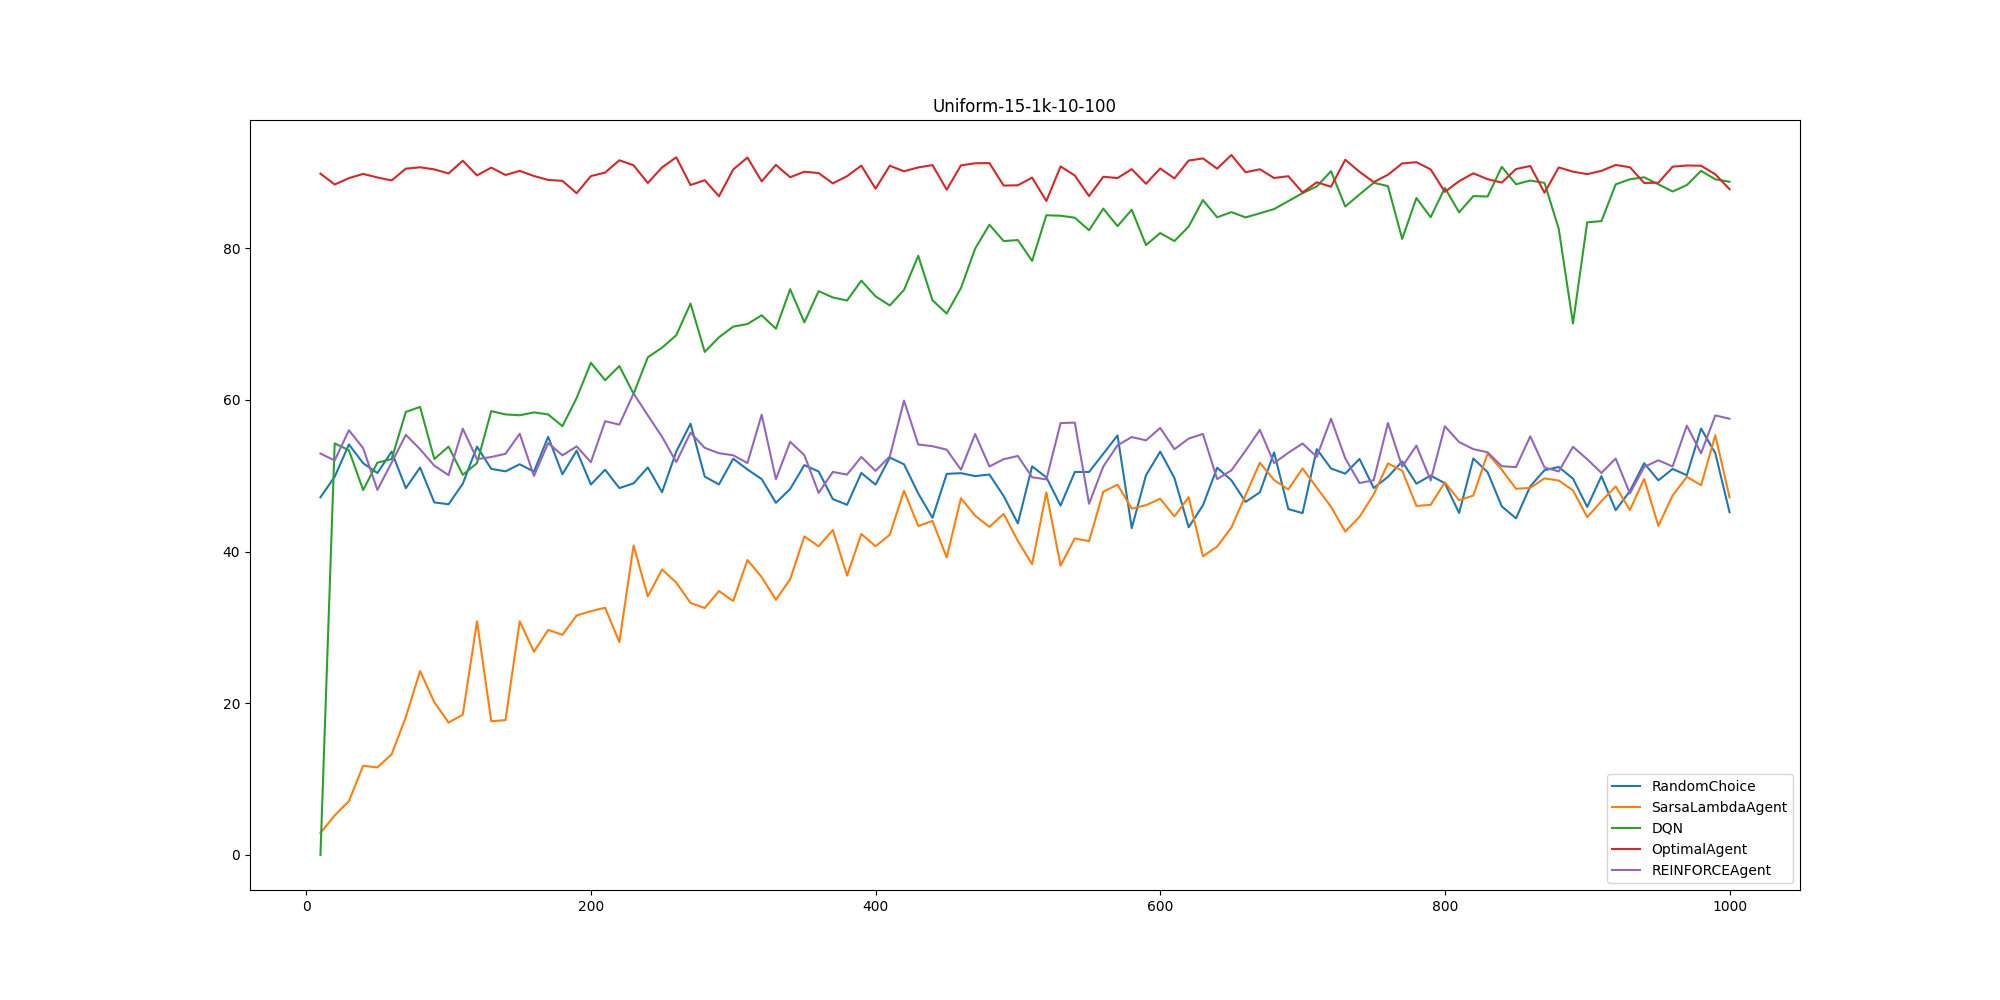 Uniform-15-1k-10-100
80
60
40
20
0
0 200 400 600 800 1000
RandomChoice
SarsaLambdaAgent
DQN
OptimalAgent
REINFORCEAgent